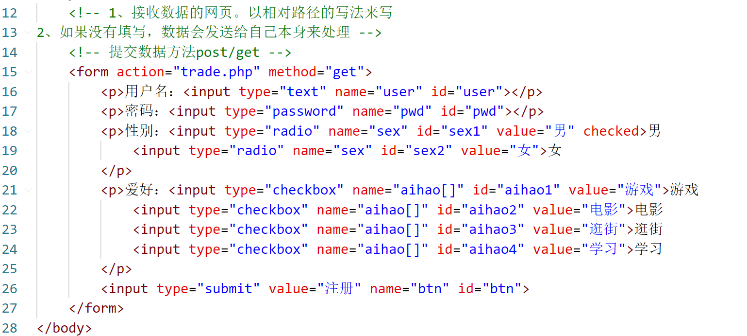 12 <!-- 1、接收数据的网页。以相对路径的写法来写
13 2、如果没有填写，数据会发送给自己本身来处理 -->
14 <!-- 提交数据方法post/get -->
15 <form action="trade.php" method="get">
16 <p>用户名：<input type="text" name="user" id="user"></p>
17 <p>密码：<input type="password" name="pwd" id="pwd"></p>
18 <p>性别：<input type="radio" name="sex" id="sex1" value="男" checked>男
19 <input type="radio" name="sex" id="sex2" value="女">女
20 </p>
21 <p>爱好：<input type="checkbox" name="aihao[]" id="aihao1" value="游戏">游戏
22 <input type="checkbox" name="aihao[]" id="aihao2" value="电影">电影
23 <input type="checkbox" name="aihao[]" id="aihao3" value="逛街">逛街
24 <input type="checkbox" name="aihao[]" id="aihao4" value="学习">学习
25 </p>
26 <input type="submit" value="注册" name="btn" id="btn">
27 </form>
28 </body>